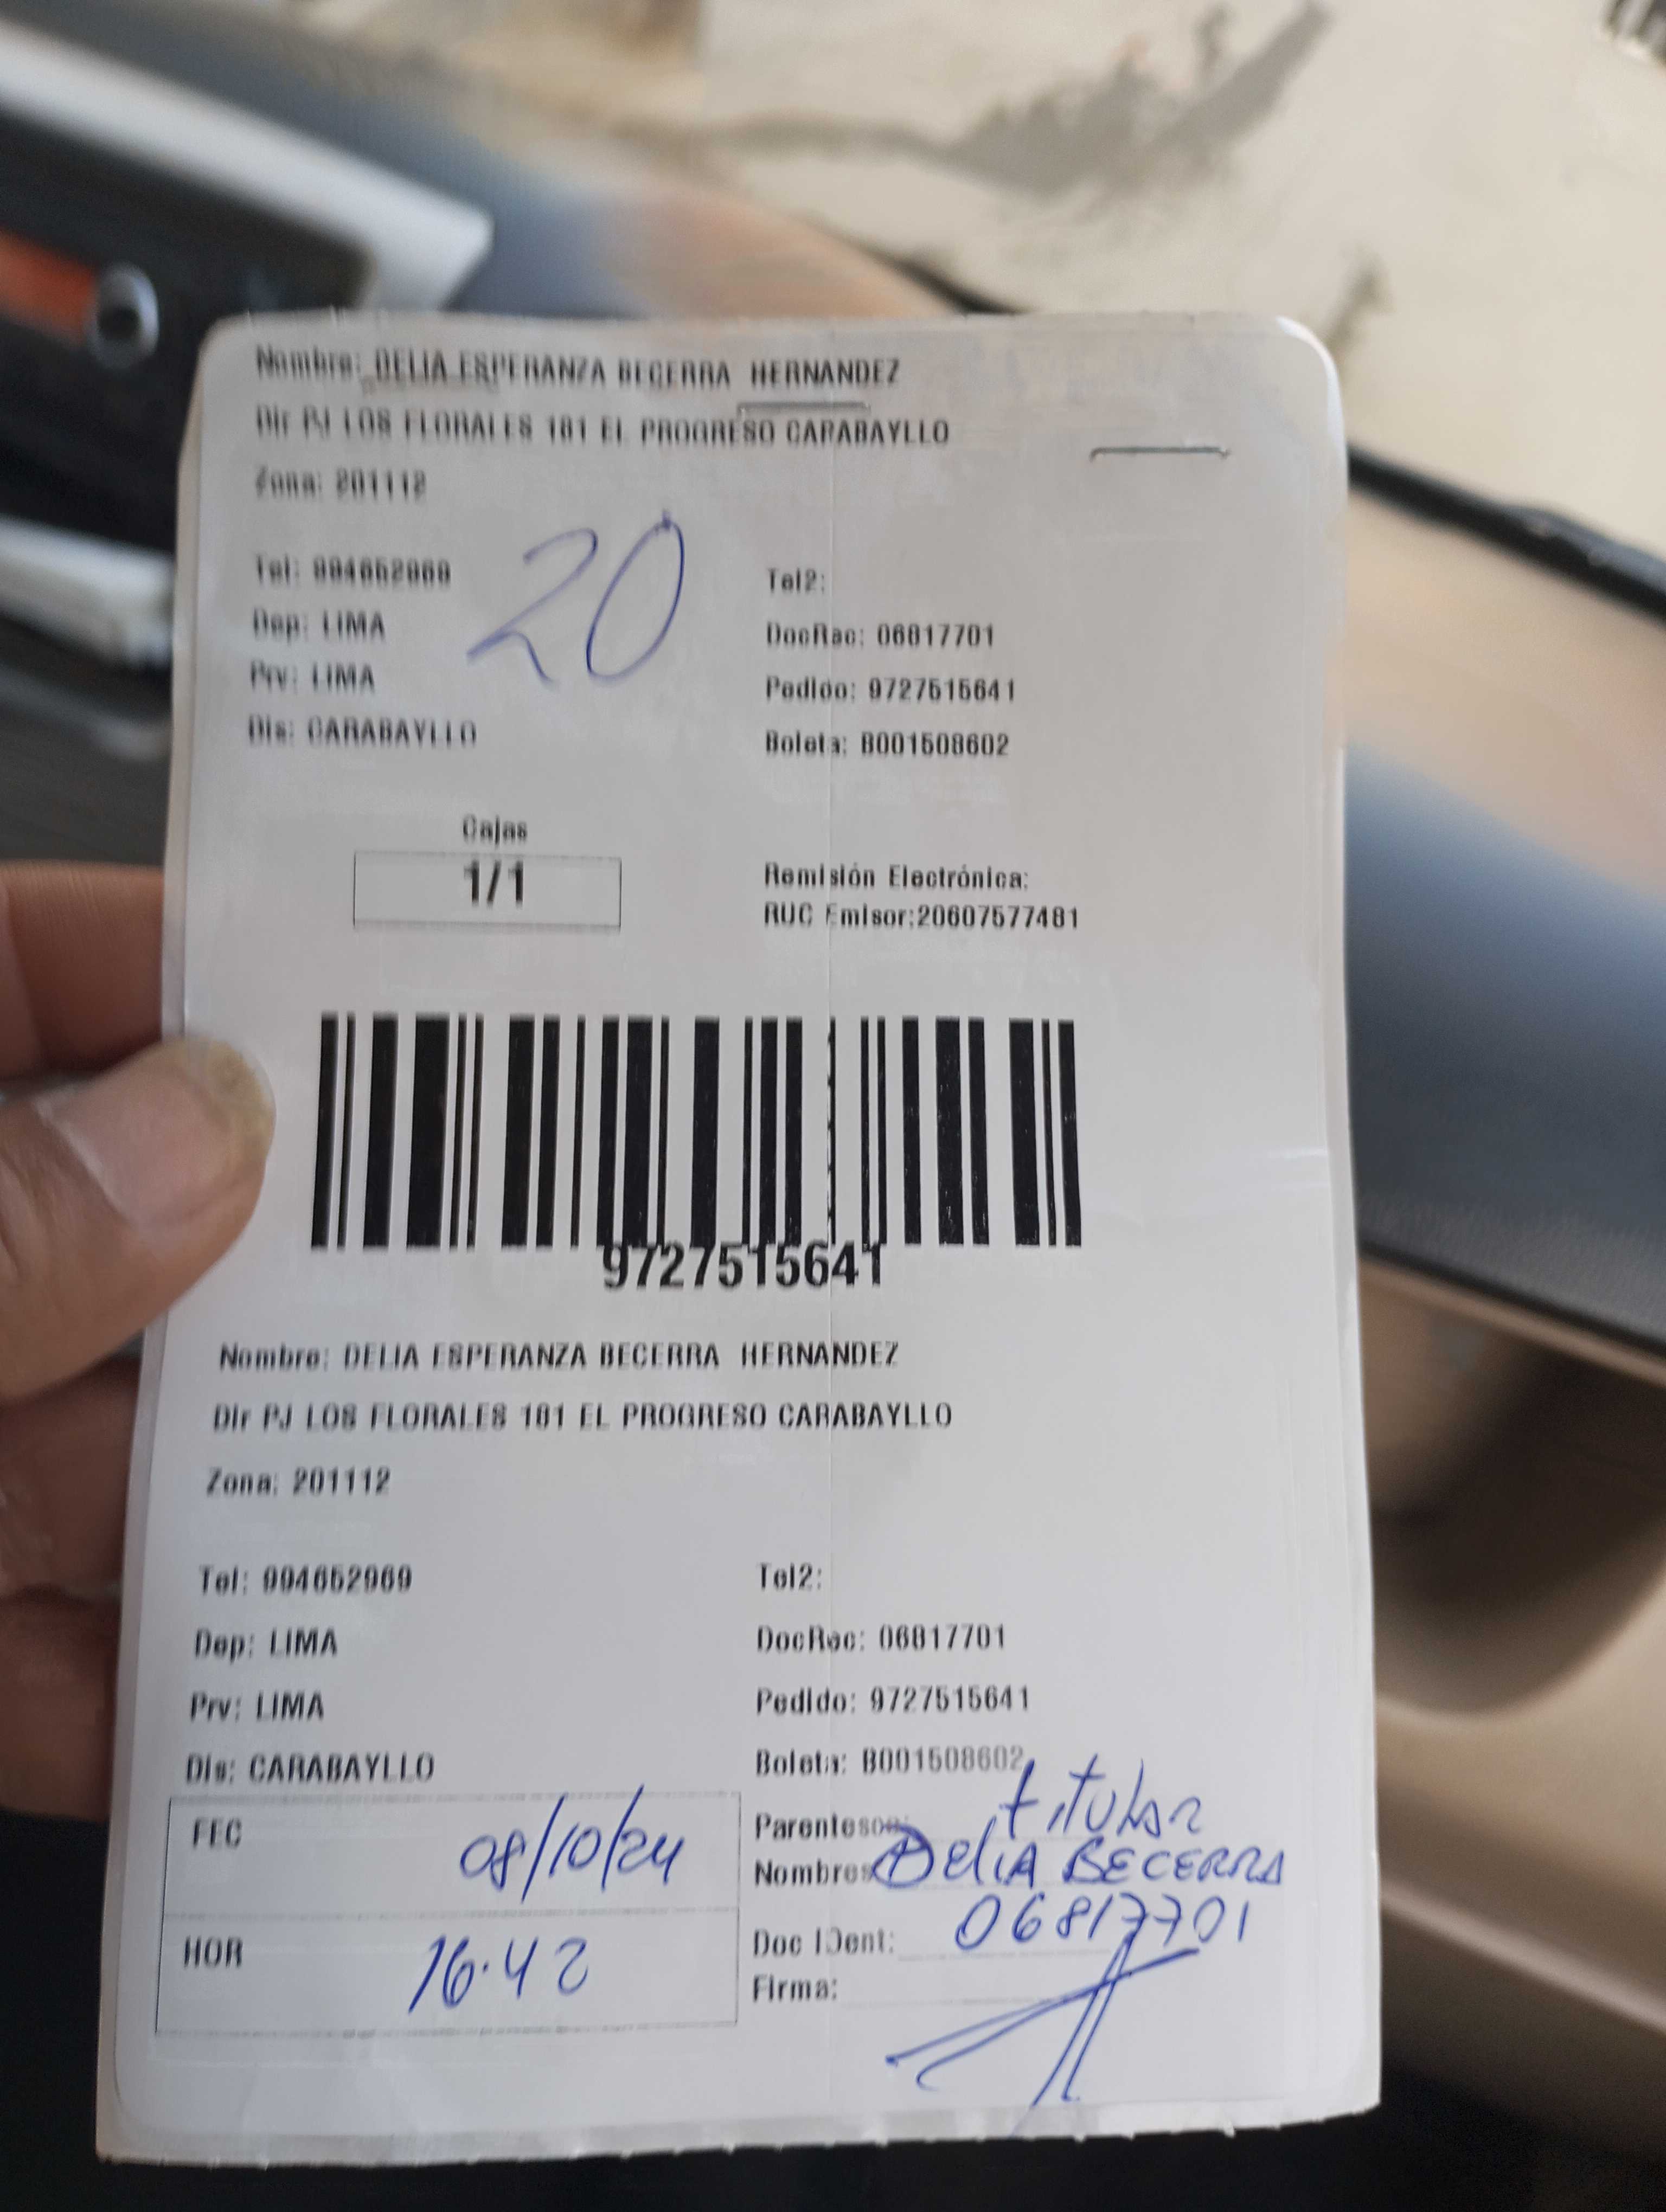 Nombre: DELIA ESPERANZA BECERRA HERNANDEZ
Dir PJ LOS FLORALES 181 EL PROGRESO CARABAYLLO
Zona: 201112
20
Tel: 994652969
Tel2:
Dep: LIMA
DocRac: 06817701
Prv: LIMA
Pedido: 9727515641
Dis: CARABAYLLO
Boleta: B001508602
Cajas
1/1
Remisión Electrónica:
RUC Emisor:20607577481
9727515641
Nombre: DELIA ESPERANZA BECERRA HERNANDEZ
Dir PJ LOS FLORALES 181 EL PROGRESO CARABAYLLO
Zona: 201112
Tel: 994652969
Tel2:
Dep: LIMA
DocRec: 06817701
Prv: LIMA
Pedido: 9727515641
Dis: CARABAYLLO
Boleta: B001508602
FEC 08/10/24
Parentesco: titular
Nombres Delia BECERRA
HOR 16.42
Doc IDent: 06817701
Firma: